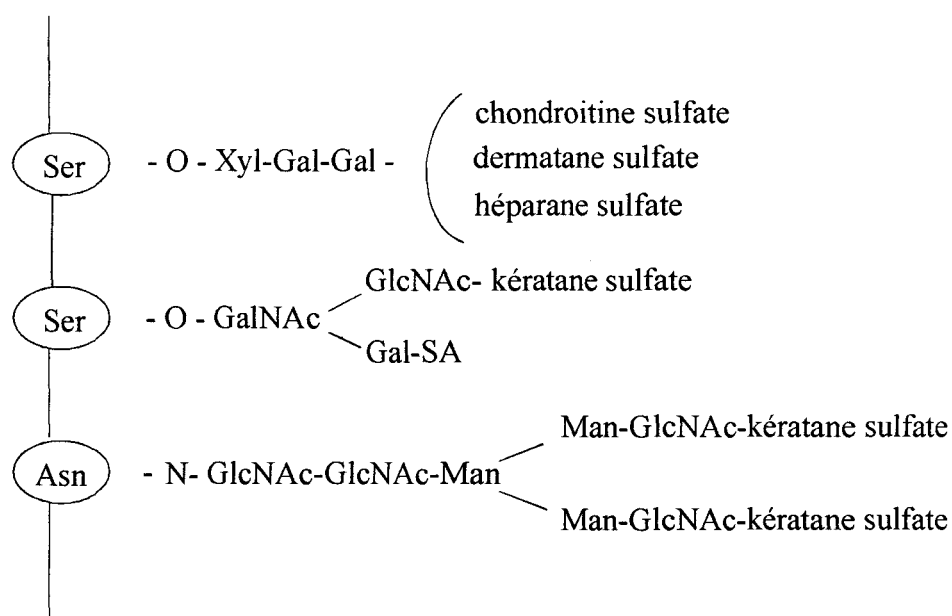 chondroitine sulfate
Ser - O - Xyl-Gal-Gal - dermatane sulfate
héparane sulfate
GlcNAc- kératane sulfate
Ser - O - GalNAc
Gal-SA
Man-GlcNAc-kératane sulfate
Asn - N- GlcNAc-GlcNAc-Man
Man-GlcNAc-kératane sulfate